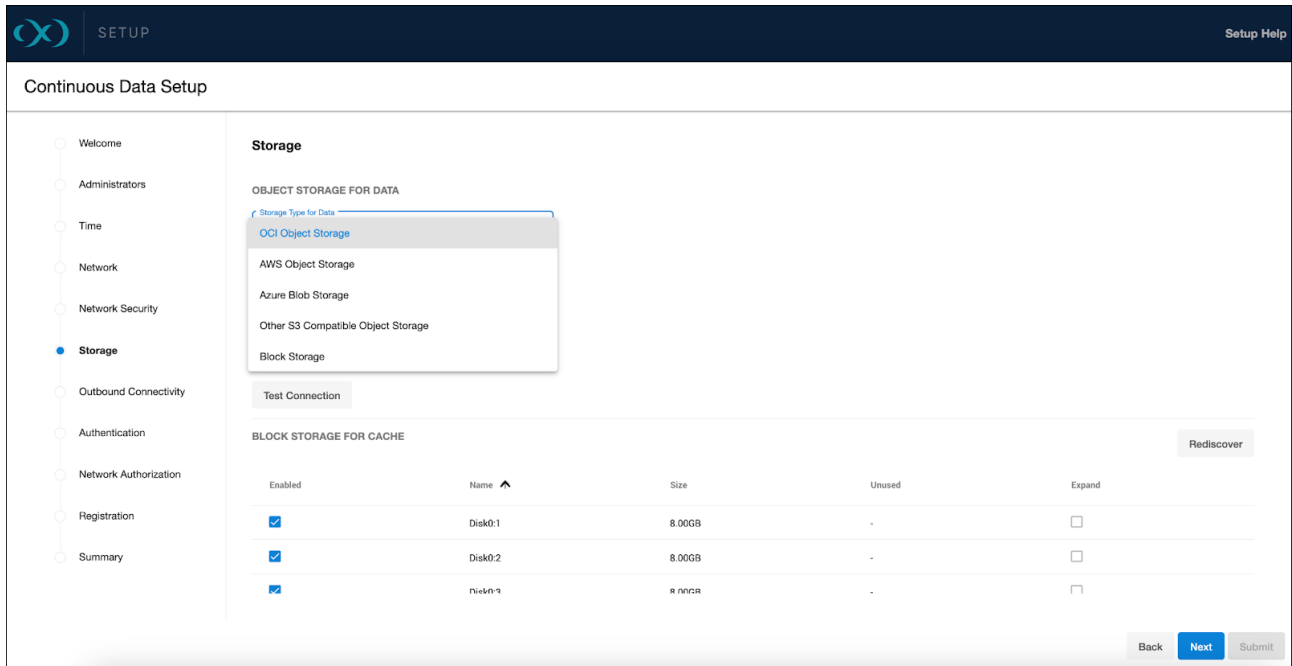 SETUP
Setup Help
Continuous Data Setup
Welcome
Administrators
Time
Network
Network Security
Storage
Outbound Connectivity
Authentication
Network Authorization
Registration
Summary
Storage
OBJECT STORAGE FOR DATA
Storage Type for Data
OCI Object Storage
AWS Object Storage
Azure Blob Storage
Other S3 Compatible Object Storage
Block Storage
Test Connection
BLOCK STORAGE FOR CACHE
Rediscover
Enabled Name Size Unused Expand
Disk0:1 8.00GB -
Disk0:2 8.00GB -
Disk0:3 8.00GB -
Back Next Submit